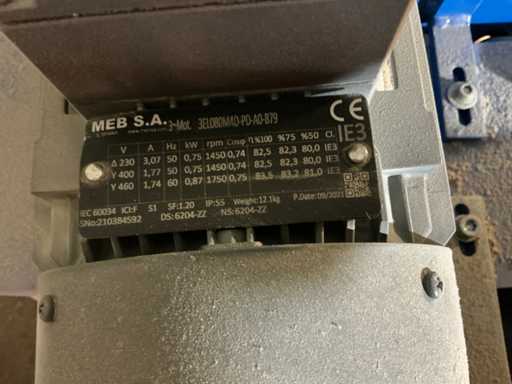 MEB S.A.
3~Mot. 3EL080M4D-PD-A0-B79
CE
V A Hz kW rpm Cosφ η%100 %75 %50 Cl. IE3
Δ 230 3,07 50 0,75 1450 0,74 82,5 82,3 80,0 IE3
Y 400 1,77 50 0,75 1450 0,74 82,5 82,3 80,0 IE3
Y 460 1,74 60 0,87 1750 0,75 83,5 83,2 81,0 IE3
IEC 60034 ICl:F S1 SF:1.20 IP:55 Weight:12.1kg P.Date:09/2021
SNo:210384592 DS:6204-ZZ NS:6204-ZZ